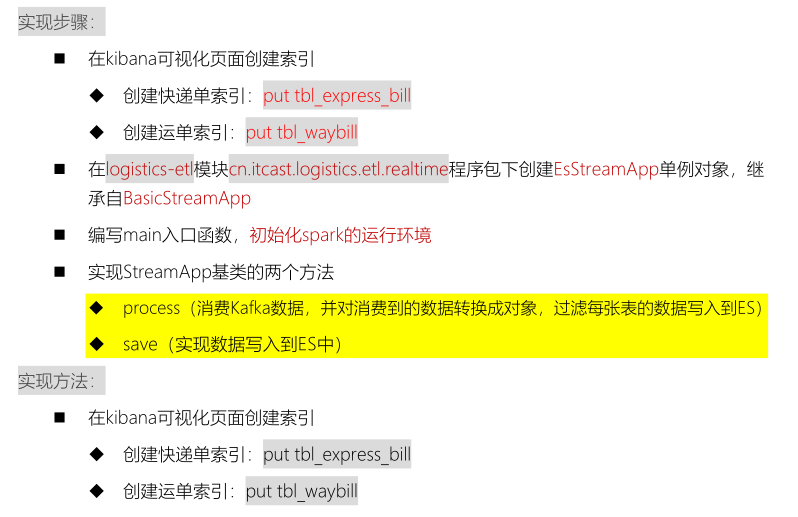 实现步骤：
■ 在kibana可视化页面创建索引
◆ 创建快递单索引：put tbl_express_bill
◆ 创建运单索引：put tbl_waybill
■ 在logistics-etl模块cn.itcast.logistics.etl.realtime程序包下创建EsStreamApp单例对象，继
承自BasicStreamApp
■ 编写main入口函数，初始化spark的运行环境
■ 实现StreamApp基类的两个方法
◆ process（消费Kafka数据，并对消费到的数据转换成对象，过滤每张表的数据写入到ES）
◆ save（实现数据写入到ES中）
实现方法：
■ 在kibana可视化页面创建索引
◆ 创建快递单索引：put tbl_express_bill
◆ 创建运单索引：put tbl_waybill